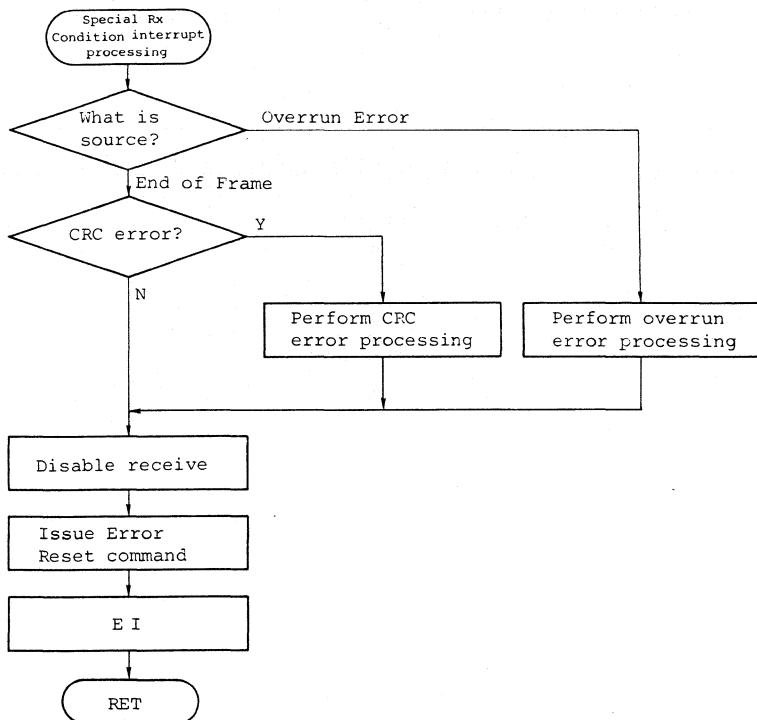 Special Rx
Condition interrupt
processing
What is
source?
Overrun Error
End of Frame
CRC error?
Y
N
Perform CRC
error processing
Perform overrun
error processing
Disable receive
Issue Error
Reset command
E I
RET